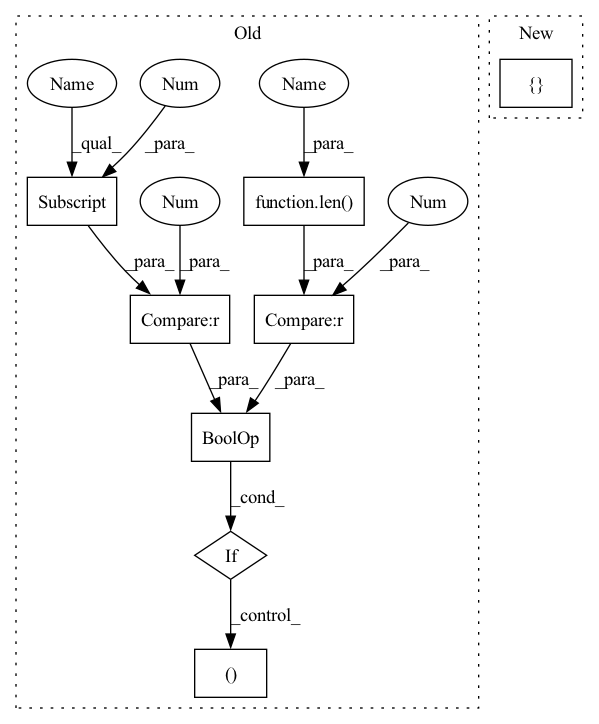 Old
New
Name
Num
Name
{}
_qual_
_para_
_para_
Subscript
Num
function.len()
Num
_para_
_para_
_para_
_para_
Compare:r
Compare:r
_para_
_para_
BoolOp
_cond_
If
_control_
()